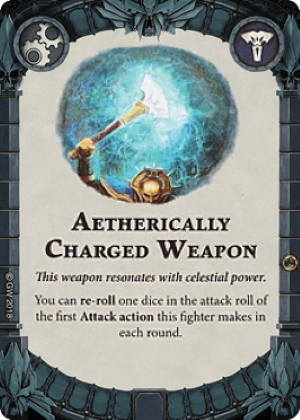 AETHERICALLY
CHARGED WEAPON
This weapon resonates with celestial power.
You can re-roll one dice in the attack roll of
the first Attack action this fighter makes in
each round.
© GW 2018